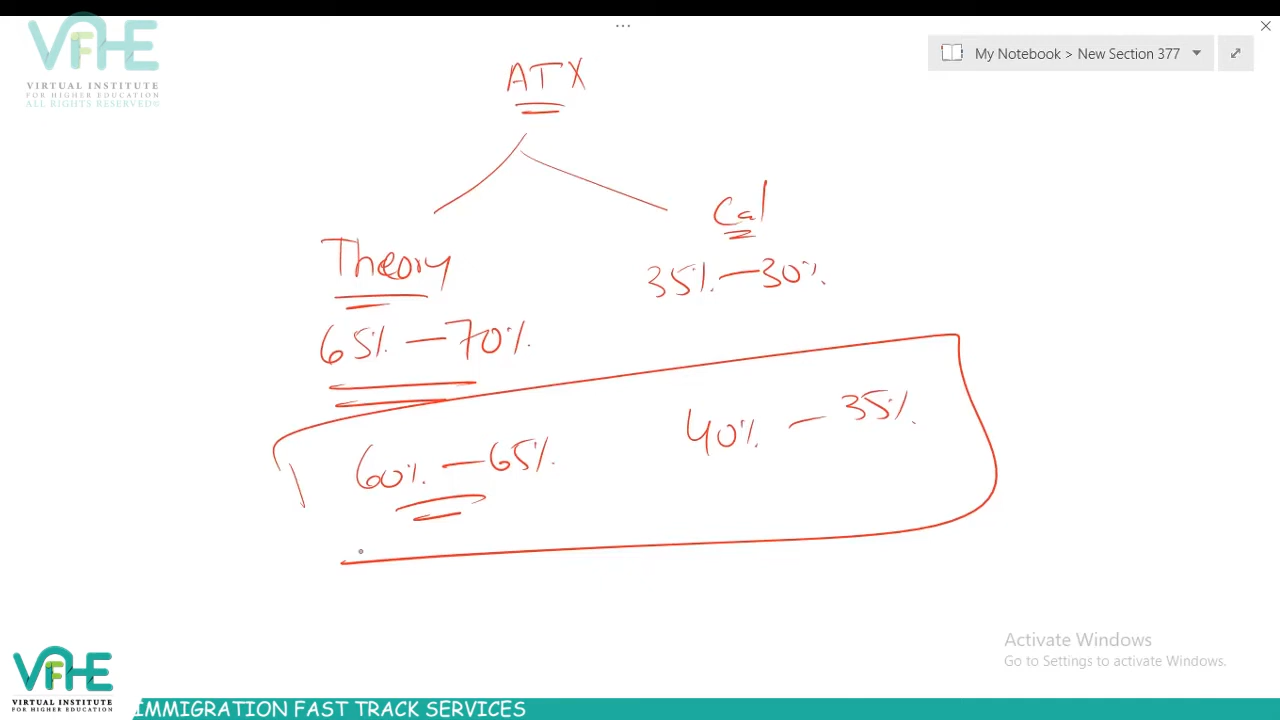 VFHE
VIRTUAL INSTITUTE
FOR HIGHER EDUCATION
ALL RIGHTS RESERVED©
My Notebook > New Section 377
ATX
Theory
Cal
65% — 70%
35% — 30%
60% — 65%
40% — 35%
Activate Windows
Go to Settings to activate Windows.
VFHE
VIRTUAL INSTITUTE
FOR HIGHER EDUCATION
IMMIGRATION FAST TRACK SERVICES